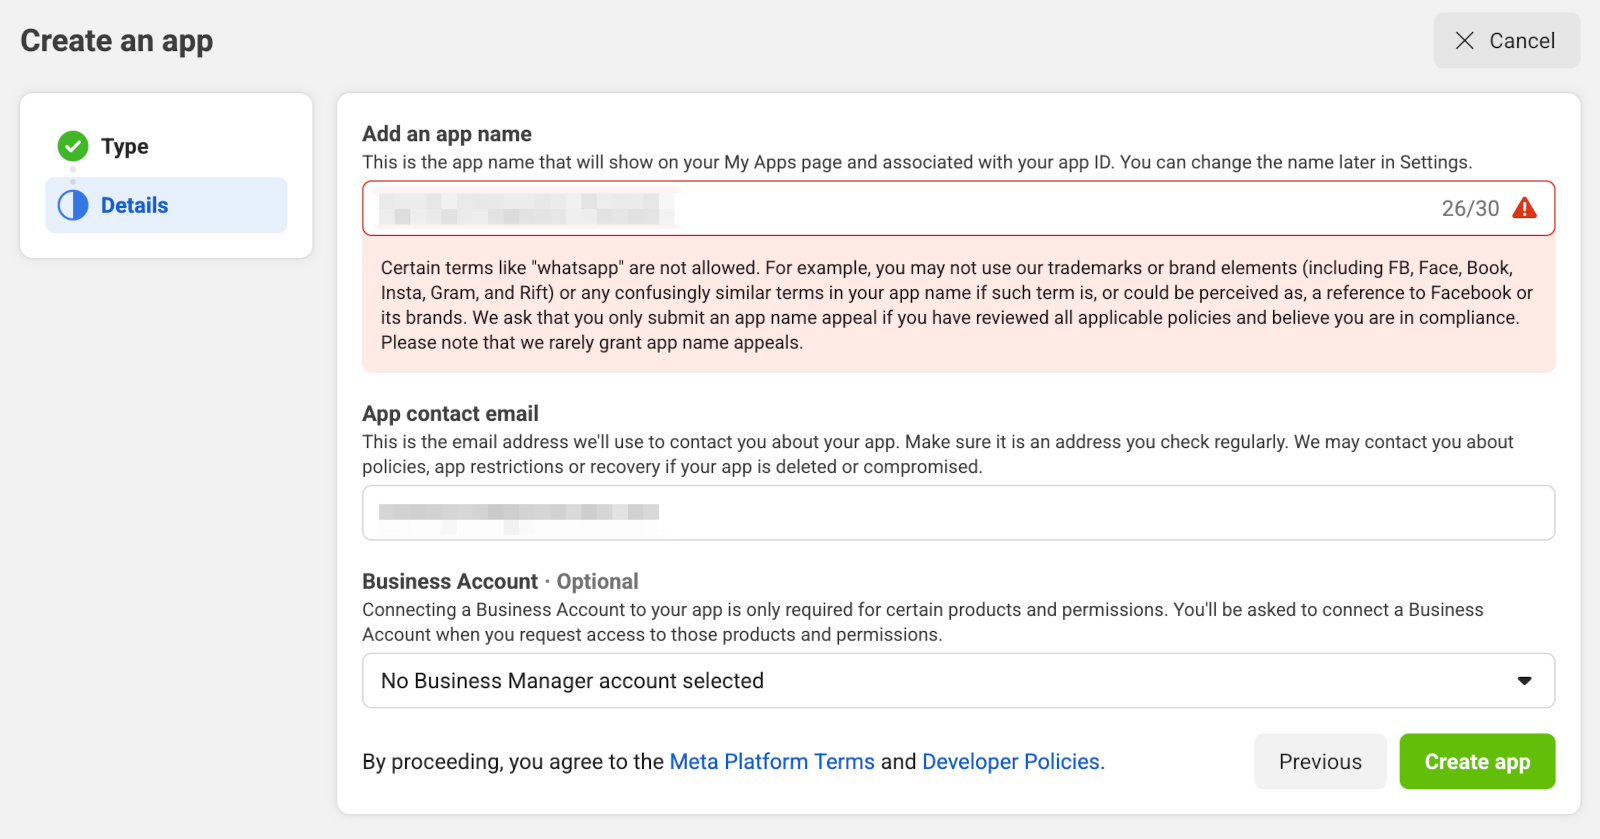 Create an app
Cancel
Type
Details
Add an app name
This is the app name that will show on your My Apps page and associated with your app ID. You can change the name later in Settings.
26/30
Certain terms like "whatsapp" are not allowed. For example, you may not use our trademarks or brand elements (including FB, Face, Book,
Insta, Gram, and Rift) or any confusingly similar terms in your app name if such term is, or could be perceived as, a reference to Facebook or
its brands. We ask that you only submit an app name appeal if you have reviewed all applicable policies and believe you are in compliance.
Please note that we rarely grant app name appeals.
App contact email
This is the email address we'll use to contact you about your app. Make sure it is an address you check regularly. We may contact you about
policies, app restrictions or recovery if your app is deleted or compromised.
Business Account · Optional
Connecting a Business Account to your app is only required for certain products and permissions. You'll be asked to connect a Business
Account when you request access to those products and permissions.
No Business Manager account selected
By proceeding, you agree to the Meta Platform Terms and Developer Policies.
Previous
Create app